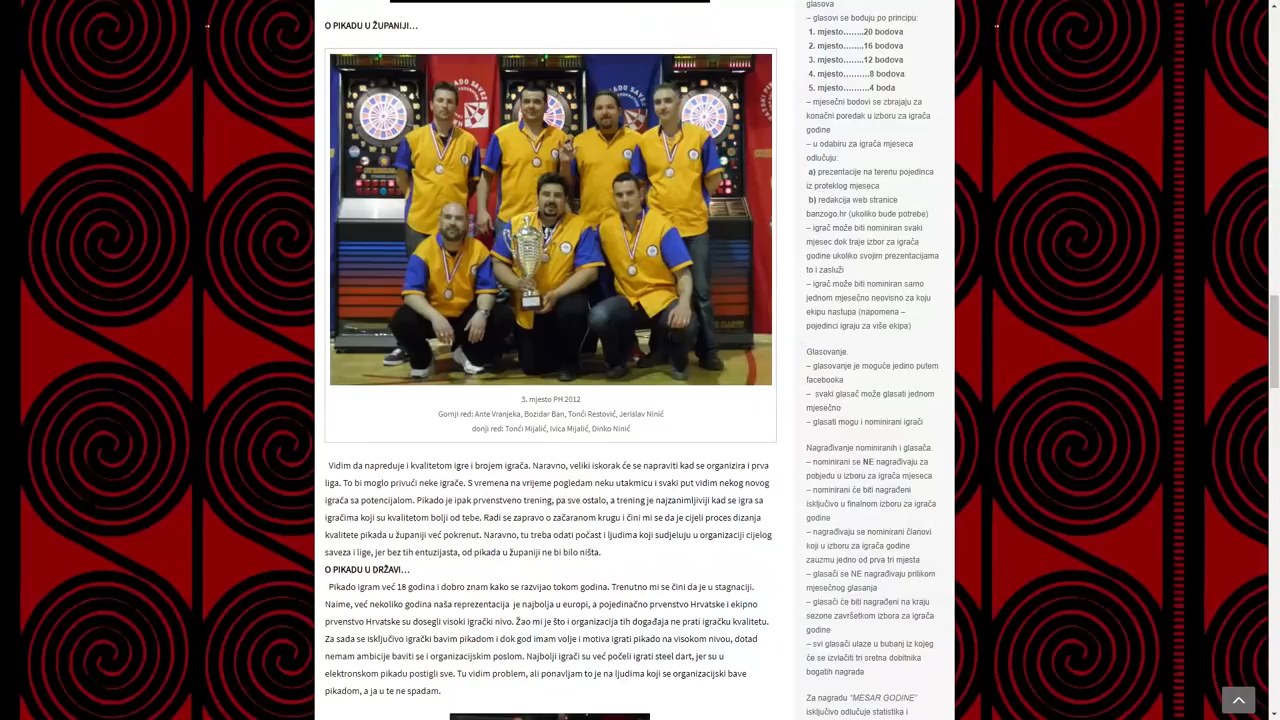 O PIKADU U ŽUPANIJI…
3. mjesto PH 2012
Gornji red: Ante Vranjeka, Bozidar Ban, Tonći Restović, Jerislav Ninić
donji red: Tonći Mijalić, Ivica Mijalić, Dinko Ninić
Vidim da napreduje i kvalitetom igre i brojem igrača. Naravno, veliki iskorak će se napraviti kad se organizira i prva
liga. To bi moglo privući neke igrače. S vremena na vrijeme pogledam neku utakmicu i svaki put vidim nekog novog
igrača sa potencijalom. Pikado je ipak prvenstveno trening, pa sve ostalo, a trening je najzanimljiviji kad se igra sa
igračima koji su kvalitetom bolji od tebe. Radi se zapravo o začaranom krugu i čini mi se da je cijeli proces dizanja
kvalitete pikada u županiji već pokrenut. Naravno, tu treba odati počast i ljudima koji sudjeluju u organizaciji cijelog
saveza i lige, jer bez tih entuzijasta, od pikada u županiji ne bi bilo ništa.
O PIKADU U DRŽAVI…
Pikado igram već 18 godina i dobro znam kako se razvijao tokom godina. Trenutno mi se čini da je u stagnaciji.
Naime, već nekoliko godina naša reprezentacija je najbolja u europi, a pojedinačno prvenstvo Hrvatske i ekipno
prvenstvo Hrvatske su dosegli visoki igrački nivo. Žao mi je što i organizacija tih događaja ne prati igračku kvalitetu.
Za sada se isključivo igrački bavim pikadom i dok god imam volje i motiva igrati pikado na visokom nivou, dotad
nemam ambicije baviti se i organizacijskim poslom. Najbolji igrači su već počeli igrati steel dart, jer su u
elektronskom pikadu postigli sve. Tu vidim problem, ali ponavljam to je na ljudima koji se organizacijski bave
pikadom, a ja u te ne spadam.
glasova
– glasovi se boduju po principu:
1. mjesto……..20 bodova
2. mjesto……..16 bodova
3. mjesto……..12 bodova
4. mjesto……….8 bodova
5. mjesto……….4 boda
– mjesečni bodovi se zbrajaju za
konačni poredak u izboru za igrača
godine
– u odabiru za igrača mjeseca
odlučuju:
a) prezentacije na terenu pojedinca
iz proteklog mjeseca
b) redakcija web stranice
banzogo.hr (ukoliko bude potrebe)
– igrač može biti nominiran svaki
mjesec dok traje izbor za igrača
godine ukoliko svojim prezentacijama
to i zasluži
– igrač može biti nominiran samo
jednom mjesečno neovisno za koju
ekipu nastupa (napomena –
pojedinci igraju za više ekipa)
Glasovanje.
– glasovanje je moguće jedino putem
facebooka
– svaki glasač može glasati jednom
mjesečno
– glasati mogu i nominirani igrači
Nagrađivanje nominiranih i glasača.
– nominirani se NE nagrađivaju za
pobjedu u izboru za igrača mjeseca
– nominirani će biti nagrađeni
isključivo u finalnom izboru za igrača
godine
– nagrađivaju se nominirani članovi
koji u izboru za igrača godine
zauzmu jedno od prva tri mjesta
– glasači se NE nagrađivaju prilikom
mjesečnog glasanja
– glasači će biti nagrađeni na kraju
sezone završetkom izbora za igrača
godine
– svi glasači ulaze u bubanj iz kojeg
će se izvlačiti tri sretna dobitnika
bogatih nagrada
Za nagradu “MESAR GODINE”
isključivo odlučuje statistika i